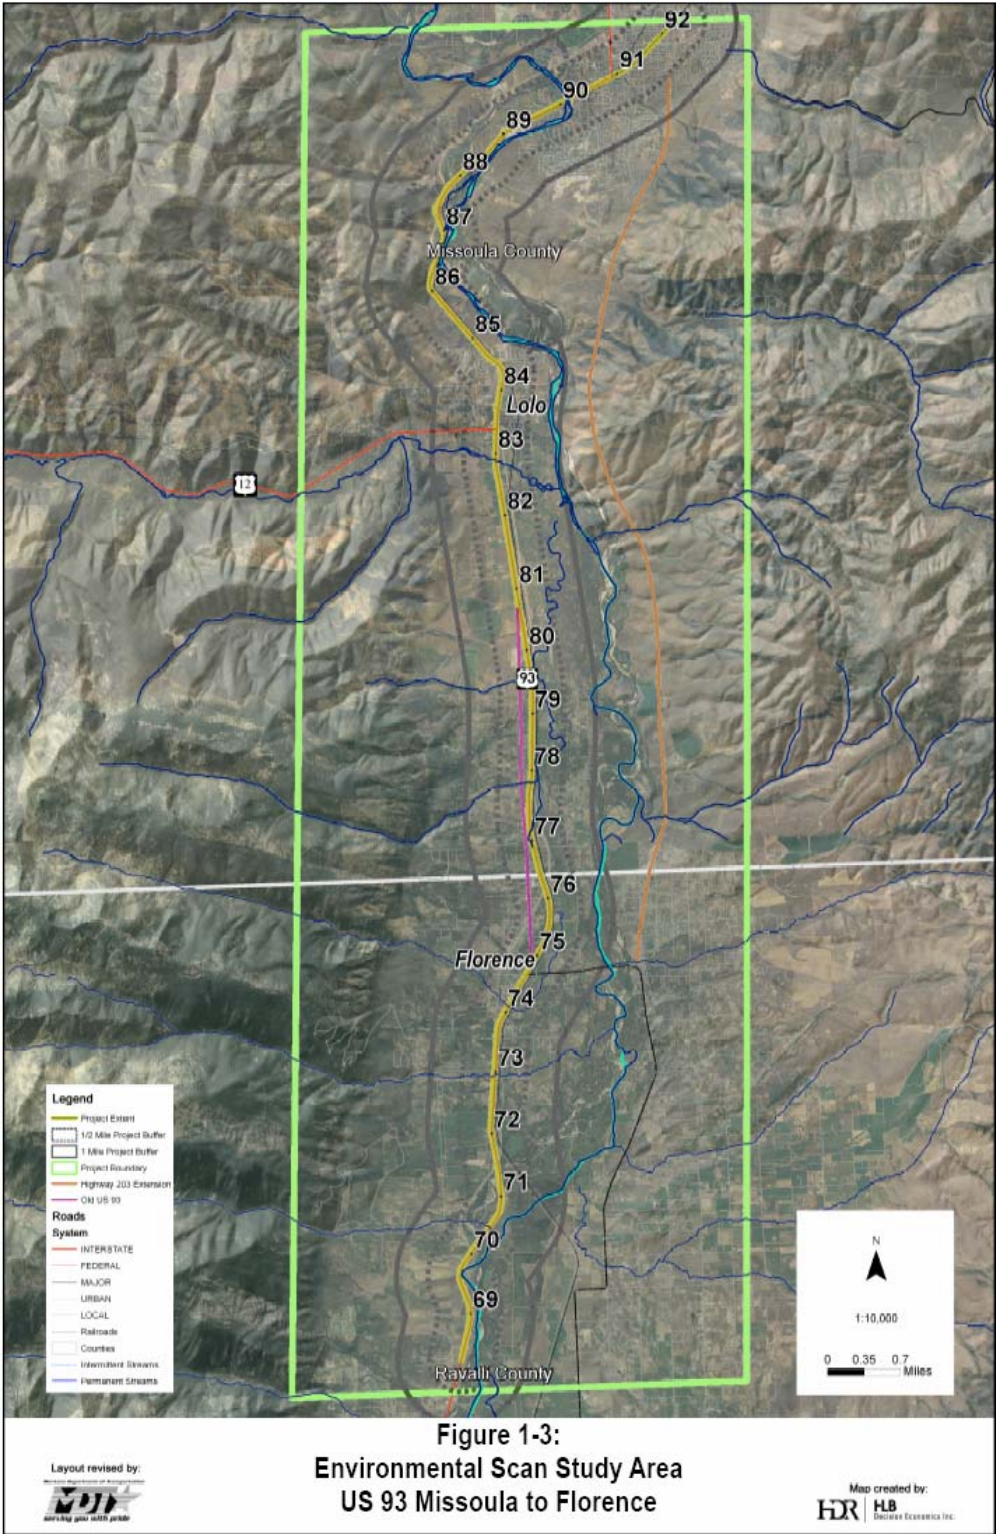 92
91
90
89
88
87
Missoula County
86
85
84
Lolo
83
12
82
81
80
93
79
78
77
76
75
Florence
74
73
72
71
70
69
Ravalli County
Legend
Project Extent
1/2 Mile Project Buffer
1 Mile Project Buffer
Project Boundary
Highway 203 Extension
Old US 93
Roads
System
INTERSTATE
FEDERAL
MAJOR
URBAN
LOCAL
Railroads
Counties
Intermittent Streams
Permanent Streams
N
1:10,000
0 0.35 0.7
Miles
Figure 1-3:
Environmental Scan Study Area
US 93 Missoula to Florence
Layout revised by:
Montana Department of Transportation
MDT
serving you with pride
Map created by:
HDR
HLB
Decision Economics Inc.